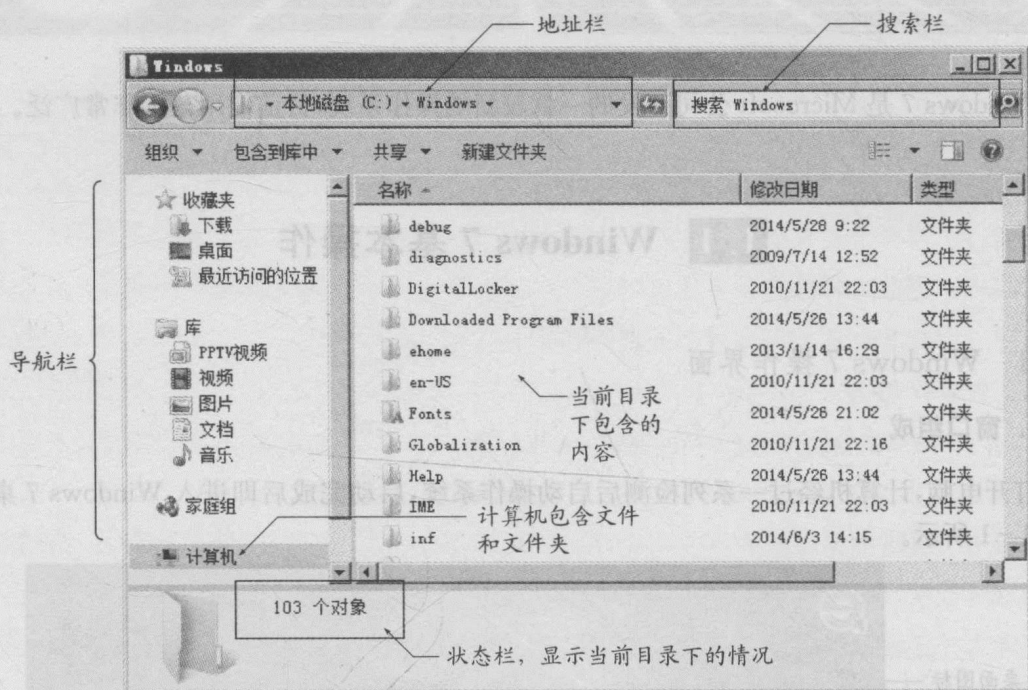 地址栏
搜索栏
Windows
本地磁盘 (C:) Windows
搜索 Windows
组织 包含到库中 共享 新建文件夹
名称 修改日期 类型
收藏夹
下载
桌面
最近访问的位置
库
PPTV视频
视频
图片
文档
音乐
家庭组
计算机
导航栏
debug 2014/5/28 9:22 文件夹
diagnostics 2009/7/14 12:52 文件夹
DigitalLocker 2010/11/21 22:03 文件夹
Downloaded Program Files 2014/5/26 13:44 文件夹
ehome 2013/1/14 16:29 文件夹
en-US 2010/11/21 22:03 文件夹
Fonts 2014/5/26 21:02 文件夹
Globalization 2010/11/21 22:16 文件夹
Help 2014/5/26 13:44 文件夹
IME 2010/11/21 22:03 文件夹
inf 2014/6/3 14:15 文件夹
当前目录
下包含的
内容
计算机包含文件
和文件夹
103 个对象
状态栏，显示当前目录下的情况